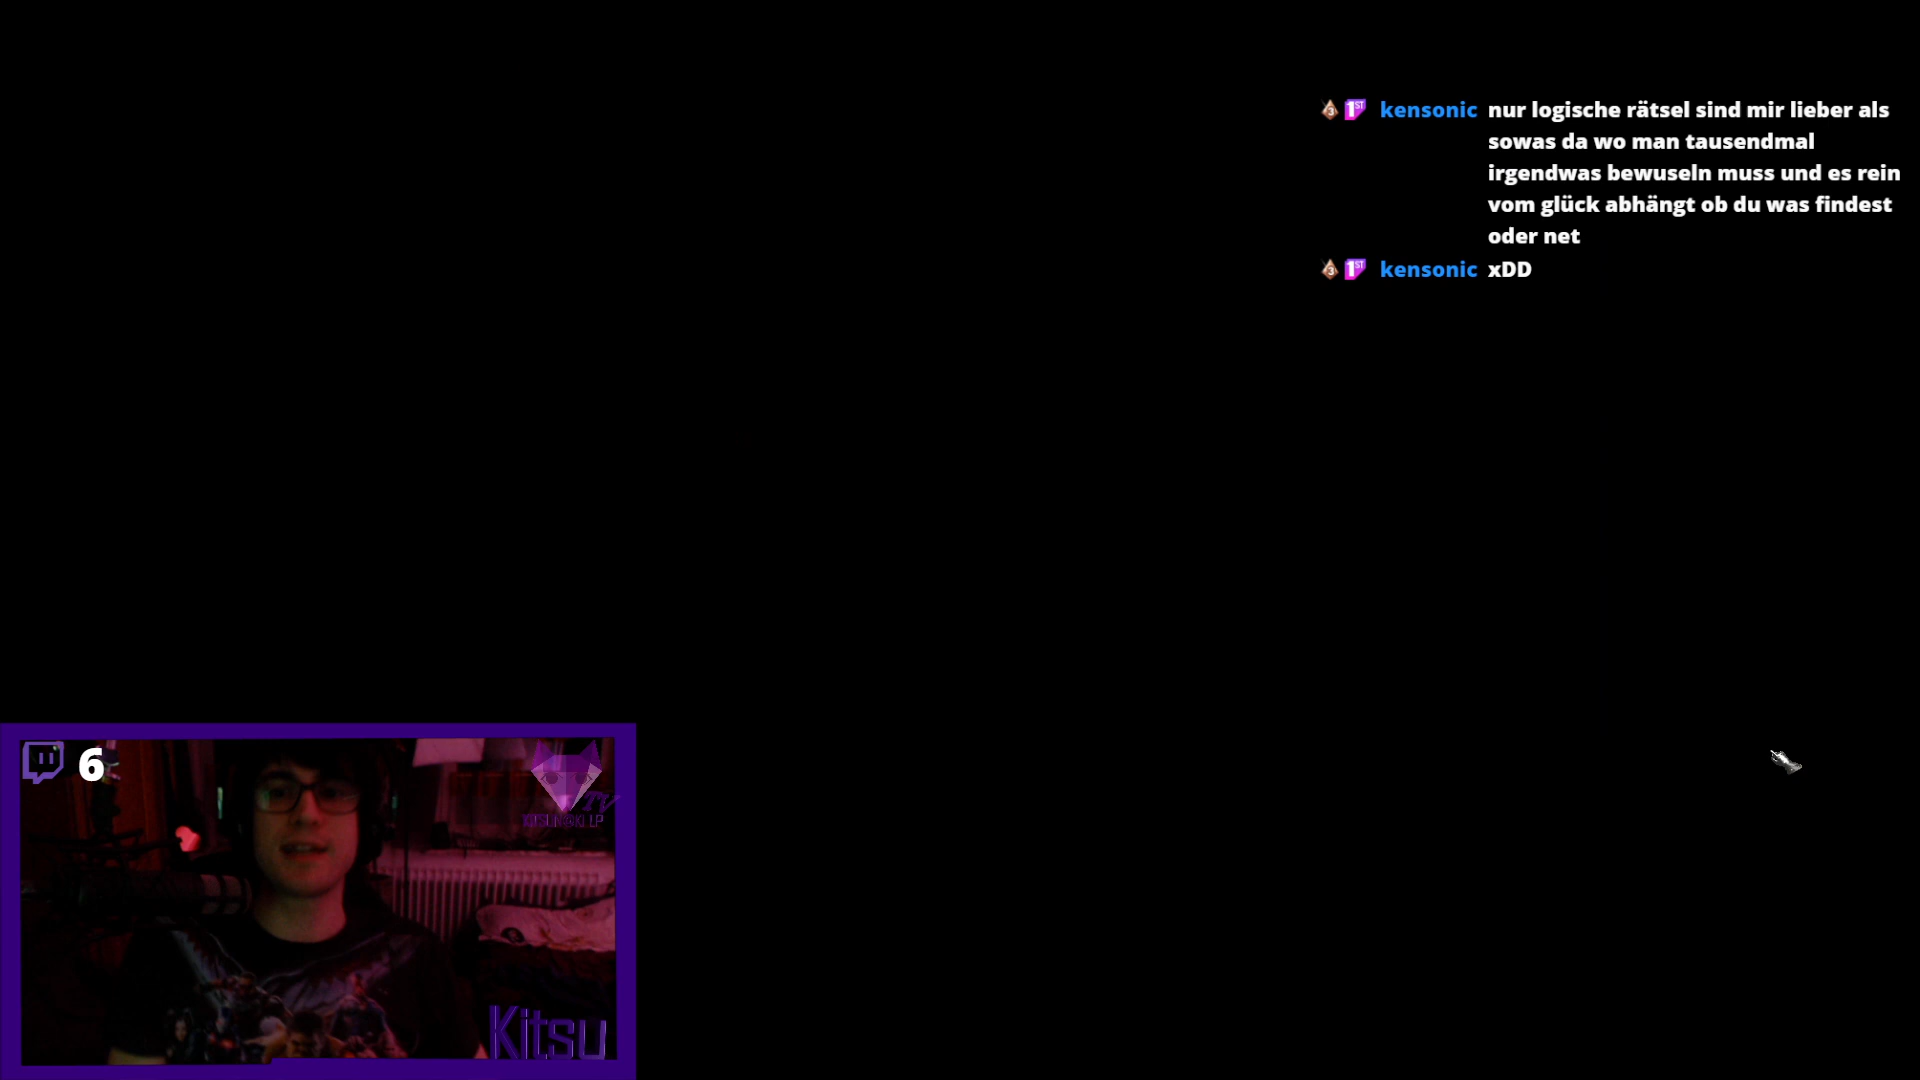 kensonic nur logische rätsel sind mir lieber als
sowas da wo man tausendmal
irgendwas bewuseln muss und es rein
vom glück abhängt ob du was findest
oder net
kensonic xDD
6
TV
Kitsu